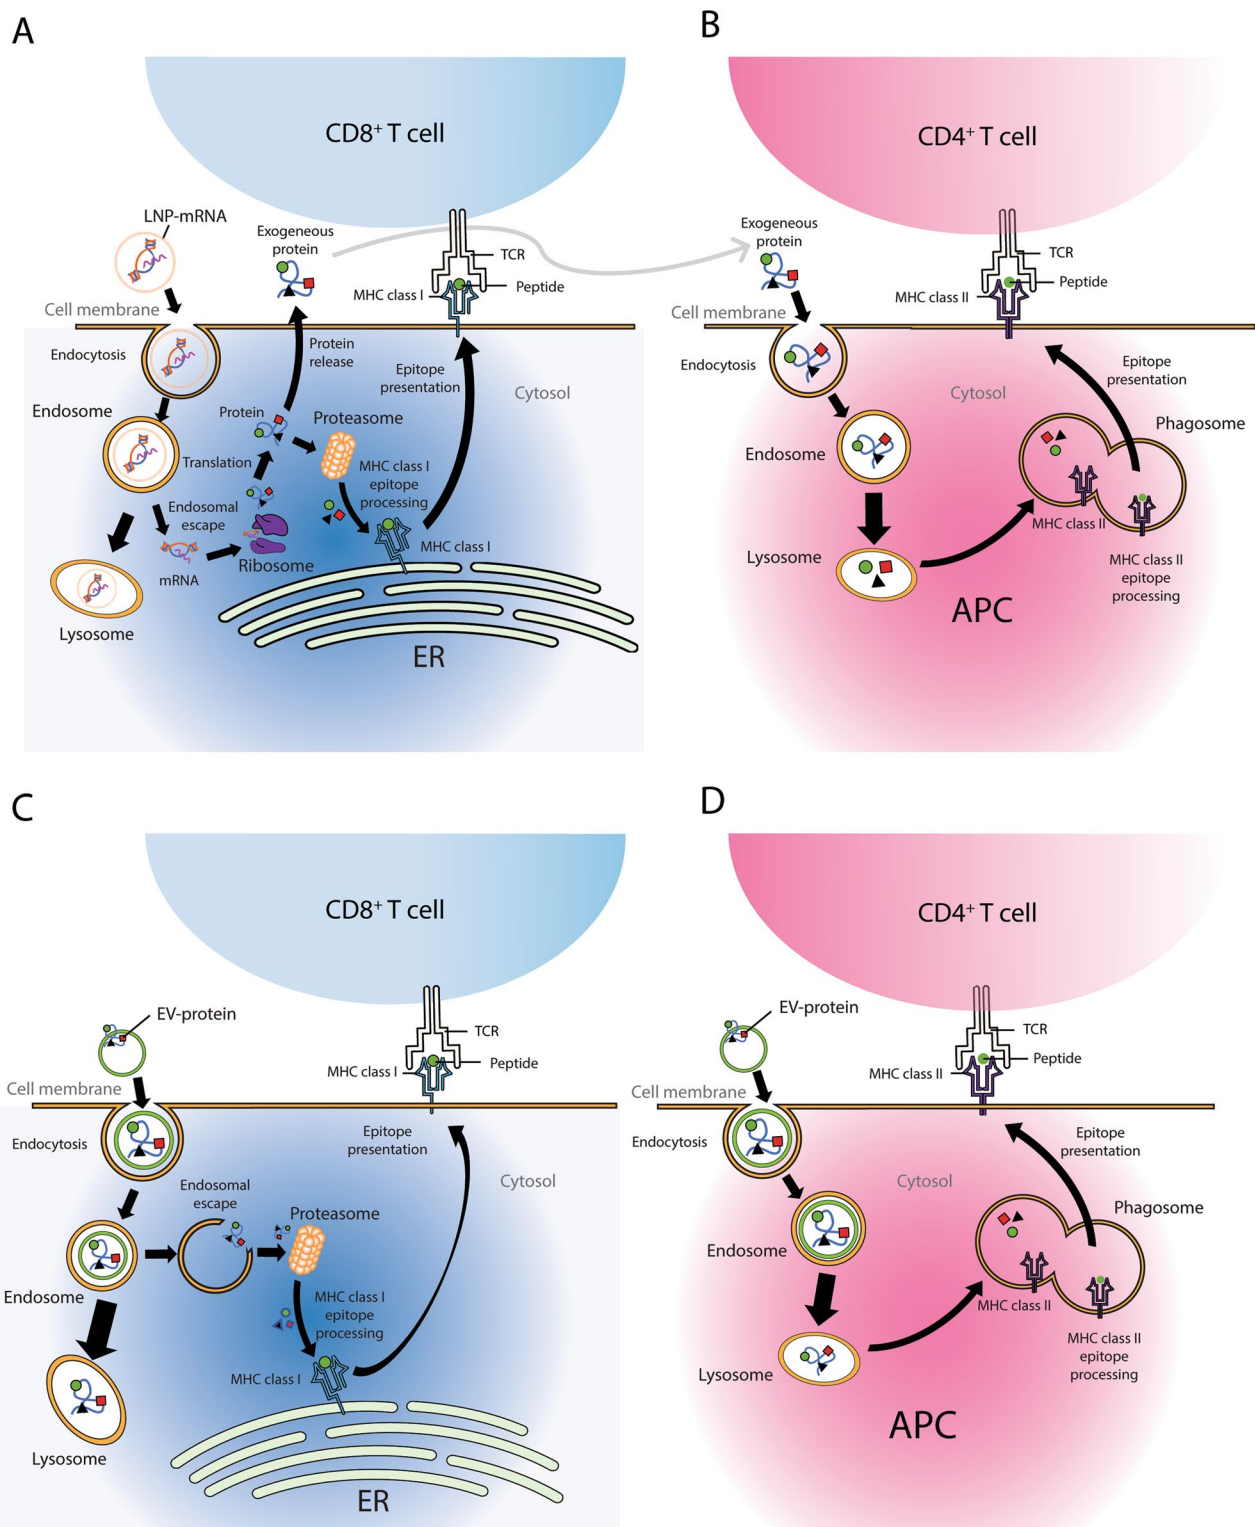 A
CD8+ T cell
LNP-mRNA
Exogeneous
protein
TCR
Peptide
MHC class I
Cell membrane
Endocytosis
Protein
release
Epitope
presentation
Cytosol
Endosome
Protein
Proteasome
Translation
MHC class I
epitope
processing
Endosomal
escape
MHC class I
mRNA
Ribosome
Lysosome
ER
B
CD4+ T cell
Exogeneous
protein
TCR
Peptide
MHC class II
Cell membrane
Endocytosis
Epitope
presentation
Cytosol
Phagosome
Endosome
MHC class II
Lysosome
MHC class II
epitope
processing
APC
C
CD8+ T cell
EV-protein
TCR
Peptide
MHC class I
Cell membrane
Endocytosis
Epitope
presentation
Cytosol
Endosomal
escape
Proteasome
Endosome
MHC class I
epitope
processing
MHC class I
Lysosome
ER
D
CD4+ T cell
EV-protein
TCR
Peptide
MHC class II
Cell membrane
Endocytosis
Epitope
presentation
Cytosol
Phagosome
Endosome
MHC class II
Lysosome
MHC class II
epitope
processing
APC